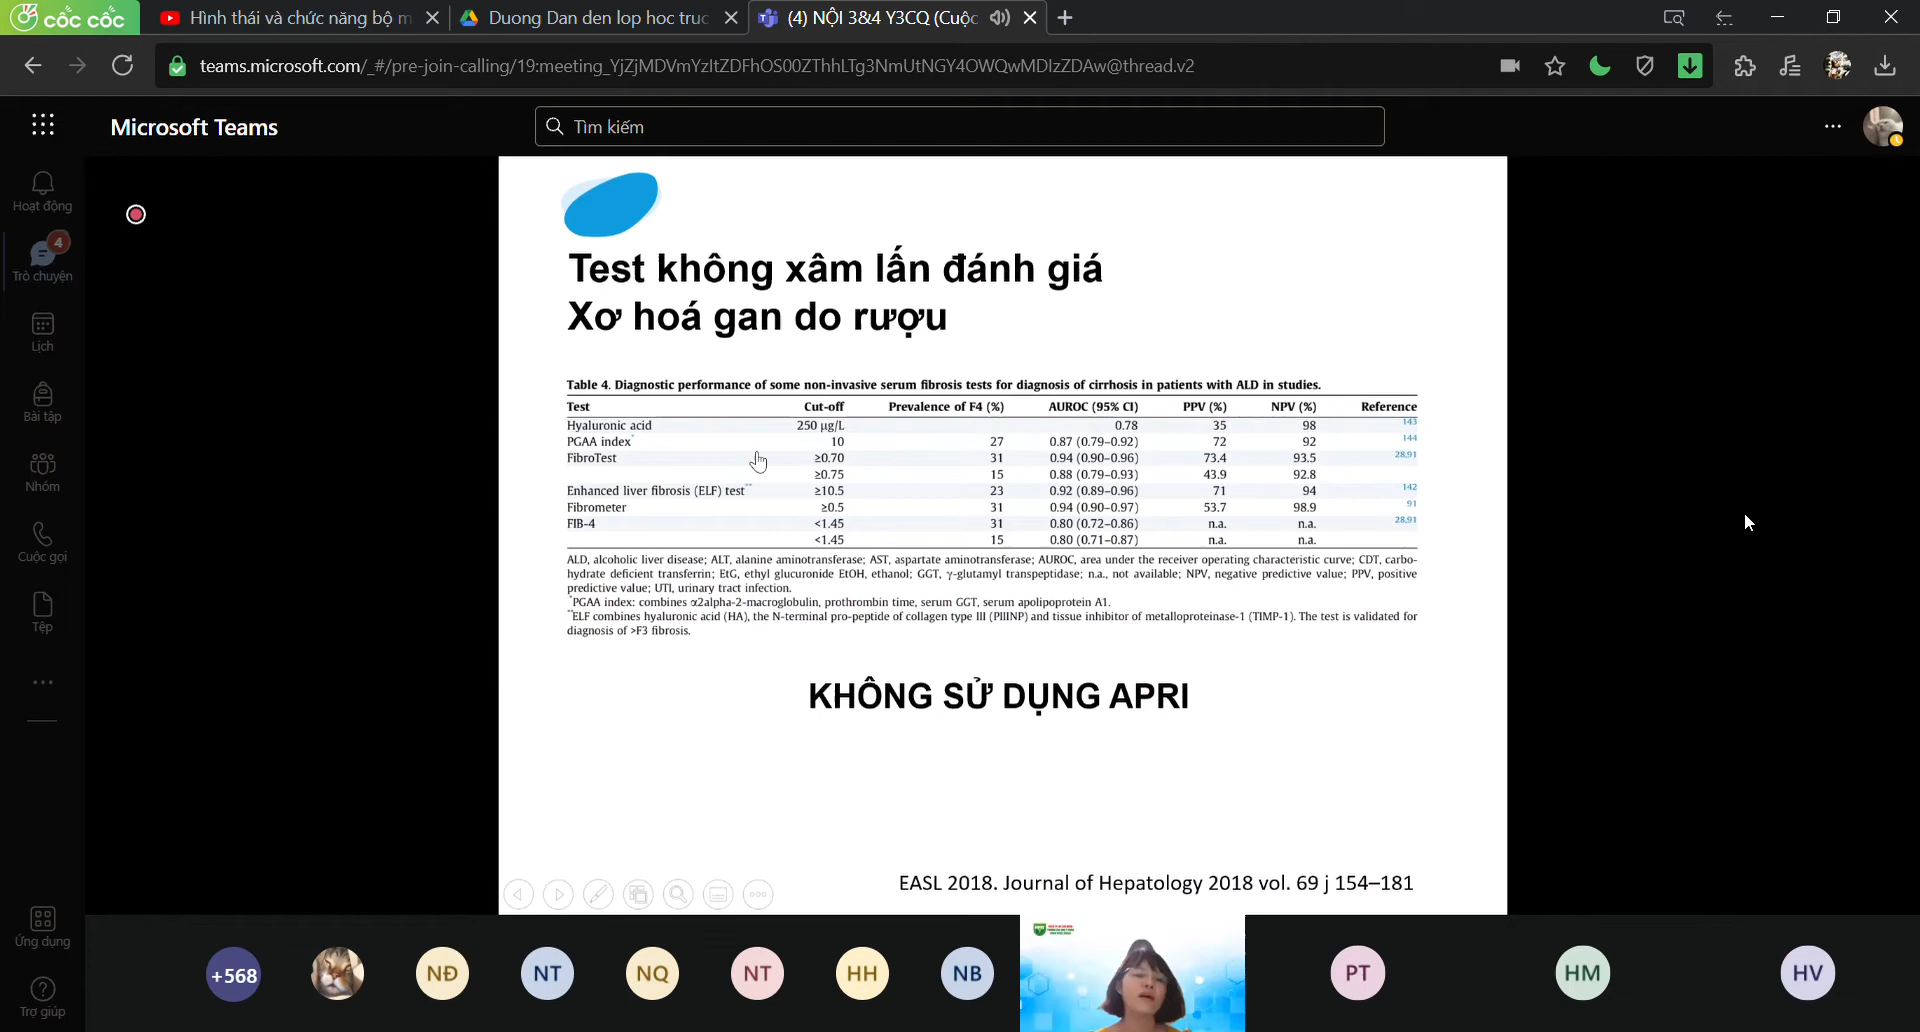 cốc cốc
Hình thái và chức năng bộ m
Duong Dan den lop hoc truc
(4) NỘI 3&4 Y3CQ (Cuộc
teams.microsoft.com/_#/pre-join-calling/19:meeting_YjZjMDVmYzItZDFhOS00ZThhLTg3NmUtNGY4OWQwMDIzZDAw@thread.v2
Microsoft Teams
Tìm kiếm
Hoạt động
4
Trò chuyện
Lịch
Bài tập
Nhóm
Cuộc gọi
Tệp
Ứng dụng
Trợ giúp
Test không xâm lấn đánh giá
Xơ hoá gan do rượu
Table 4. Diagnostic performance of some non-invasive serum fibrosis tests for diagnosis of cirrhosis in patients with ALD in studies.
Test Cut-off Prevalence of F4 (%) AUROC (95% CI) PPV (%) NPV (%) Reference
Hyaluronic acid 250 µg/L 0.78 35 98 143
PGAA index* 10 27 0.87 (0.79–0.92) 72 92 144
FibroTest ≥0.70 31 0.94 (0.90–0.96) 73.4 93.5 28,91
≥0.75 15 0.88 (0.79–0.93) 43.9 92.8
Enhanced liver fibrosis (ELF) test** ≥10.5 23 0.92 (0.89–0.96) 71 94 142
Fibrometer ≥0.5 31 0.94 (0.90–0.97) 53.7 98.9 91
FIB-4 <1.45 31 0.80 (0.72–0.86) n.a. n.a. 28,91
<1.45 15 0.80 (0.71–0.87) n.a. n.a.
ALD, alcoholic liver disease; ALT, alanine aminotransferase; AST, aspartate aminotransferase; AUROC, area under the receiver operating characteristic curve; CDT, carbo-
hydrate deficient transferrin; EtG, ethyl glucuronide EtOH, ethanol; GGT, γ-glutamyl transpeptidase; n.a., not available; NPV, negative predictive value; PPV, positive
predictive value; UTI, urinary tract infection.
*PGAA index: combines α2alpha-2-macroglobulin, prothrombin time, serum GGT, serum apolipoprotein A1.
**ELF combines hyaluronic acid (HA), the N-terminal pro-peptide of collagen type III (PIIINP) and tissue inhibitor of metalloproteinase-1 (TIMP-1). The test is validated for
diagnosis of >F3 fibrosis.
KHÔNG SỬ DỤNG APRI
EASL 2018. Journal of Hepatology 2018 vol. 69 j 154–181
+568
NĐ
NT
NQ
NT
HH
NB
PT
HM
HV